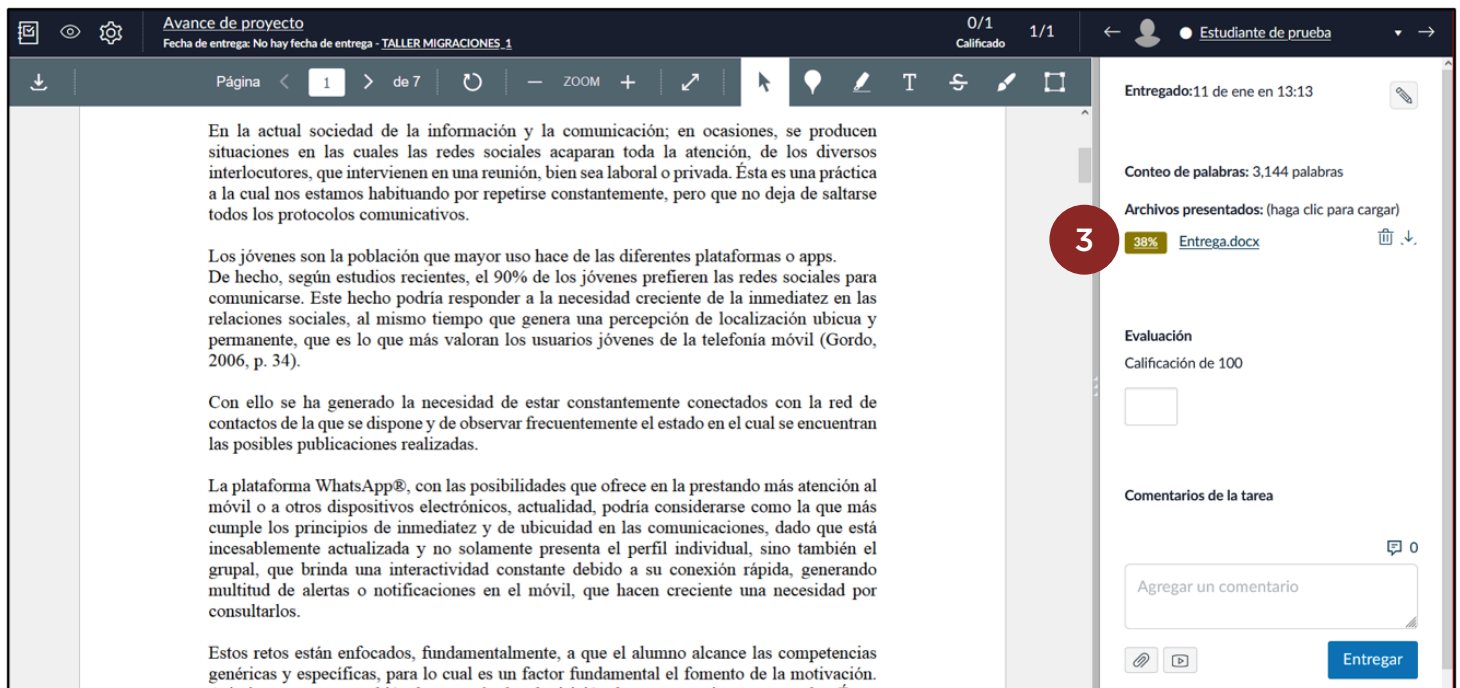 Avance de proyecto
Fecha de entrega: No hay fecha de entrega - TALLER MIGRACIONES_1
0/1
Calificado
1/1
Estudiante de prueba
Página 1 de 7
ZOOM
T
S
En la actual sociedad de la información y la comunicación; en ocasiones, se producen
situaciones en las cuales las redes sociales acaparan toda la atención, de los diversos
interlocutores, que intervienen en una reunión, bien sea laboral o privada. Ésta es una práctica
a la cual nos estamos habituando por repetirse constantemente, pero que no deja de saltarse
todos los protocolos comunicativos.
Los jóvenes son la población que mayor uso hace de las diferentes plataformas o apps.
De hecho, según estudios recientes, el 90% de los jóvenes prefieren las redes sociales para
comunicarse. Este hecho podría responder a la necesidad creciente de la inmediatez en las
relaciones sociales, al mismo tiempo que genera una percepción de localización ubicua y
permanente, que es lo que más valoran los usuarios jóvenes de la telefonía móvil (Gordo,
2006, p. 34).
Con ello se ha generado la necesidad de estar constantemente conectados con la red de
contactos de la que se dispone y de observar frecuentemente el estado en el cual se encuentran
las posibles publicaciones realizadas.
La plataforma WhatsApp®, con las posibilidades que ofrece en la prestando más atención al
móvil o a otros dispositivos electrónicos, actualidad, podría considerarse como la que más
cumple los principios de inmediatez y de ubicuidad en las comunicaciones, dado que está
incesablemente actualizada y no solamente presenta el perfil individual, sino también el
grupal, que brinda una interactividad constante debido a su conexión rápida, generando
multitud de alertas o notificaciones en el móvil, que hacen creciente una necesidad por
consultarlos.
Estos retos están enfocados, fundamentalmente, a que el alumno alcance las competencias
genéricas y específicas, para lo cual es un factor fundamental el fomento de la motivación.
Entregado:11 de ene en 13:13
Conteo de palabras: 3,144 palabras
Archivos presentados: (haga clic para cargar)
3
38% Entrega.docx
Evaluación
Calificación de 100
Comentarios de la tarea
0
Agregar un comentario
Entregar